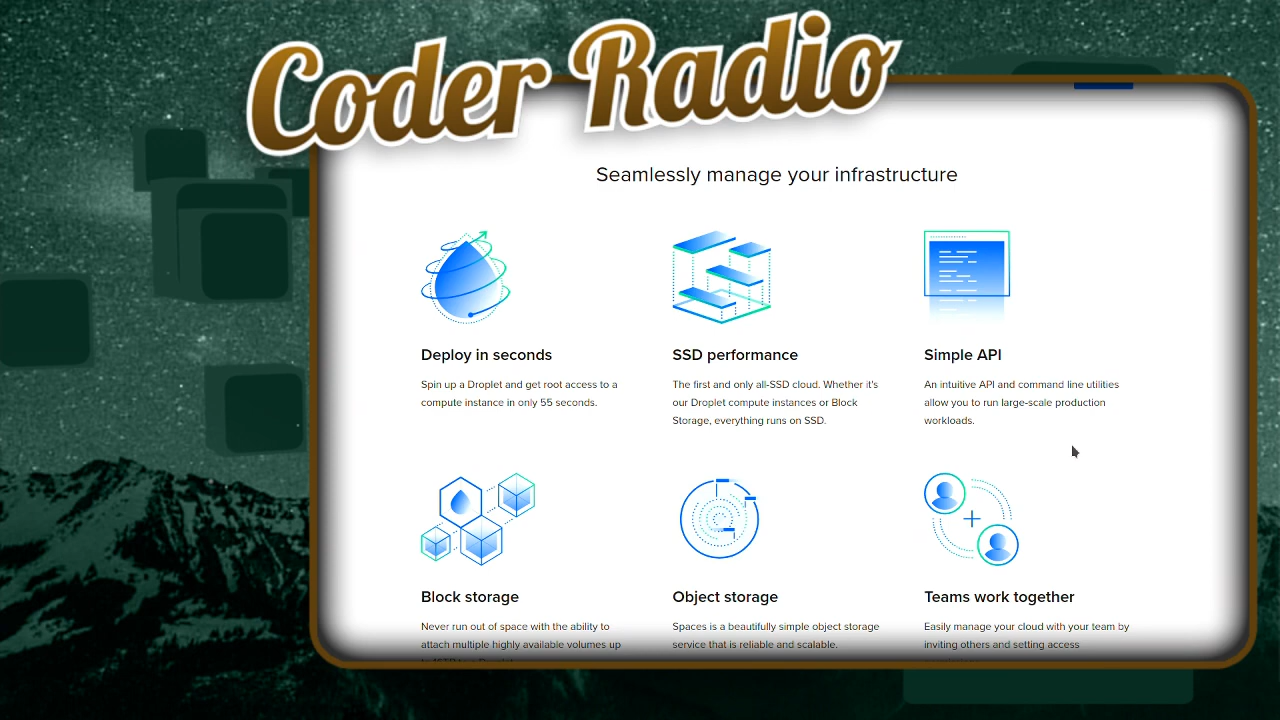 Coder Radio
Seamlessly manage your infrastructure
Deploy in seconds
Spin up a Droplet and get root access to a
compute instance in only 55 seconds.
SSD performance
The first and only all-SSD cloud. Whether it's
our Droplet compute instances or Block
Storage, everything runs on SSD.
Simple API
An intuitive API and command line utilities
allow you to run large-scale production
workloads.
Block storage
Never run out of space with the ability to
attach multiple highly available volumes up
Object storage
Spaces is a beautifully simple object storage
service that is reliable and scalable.
Teams work together
Easily manage your cloud with your team by
inviting others and setting access